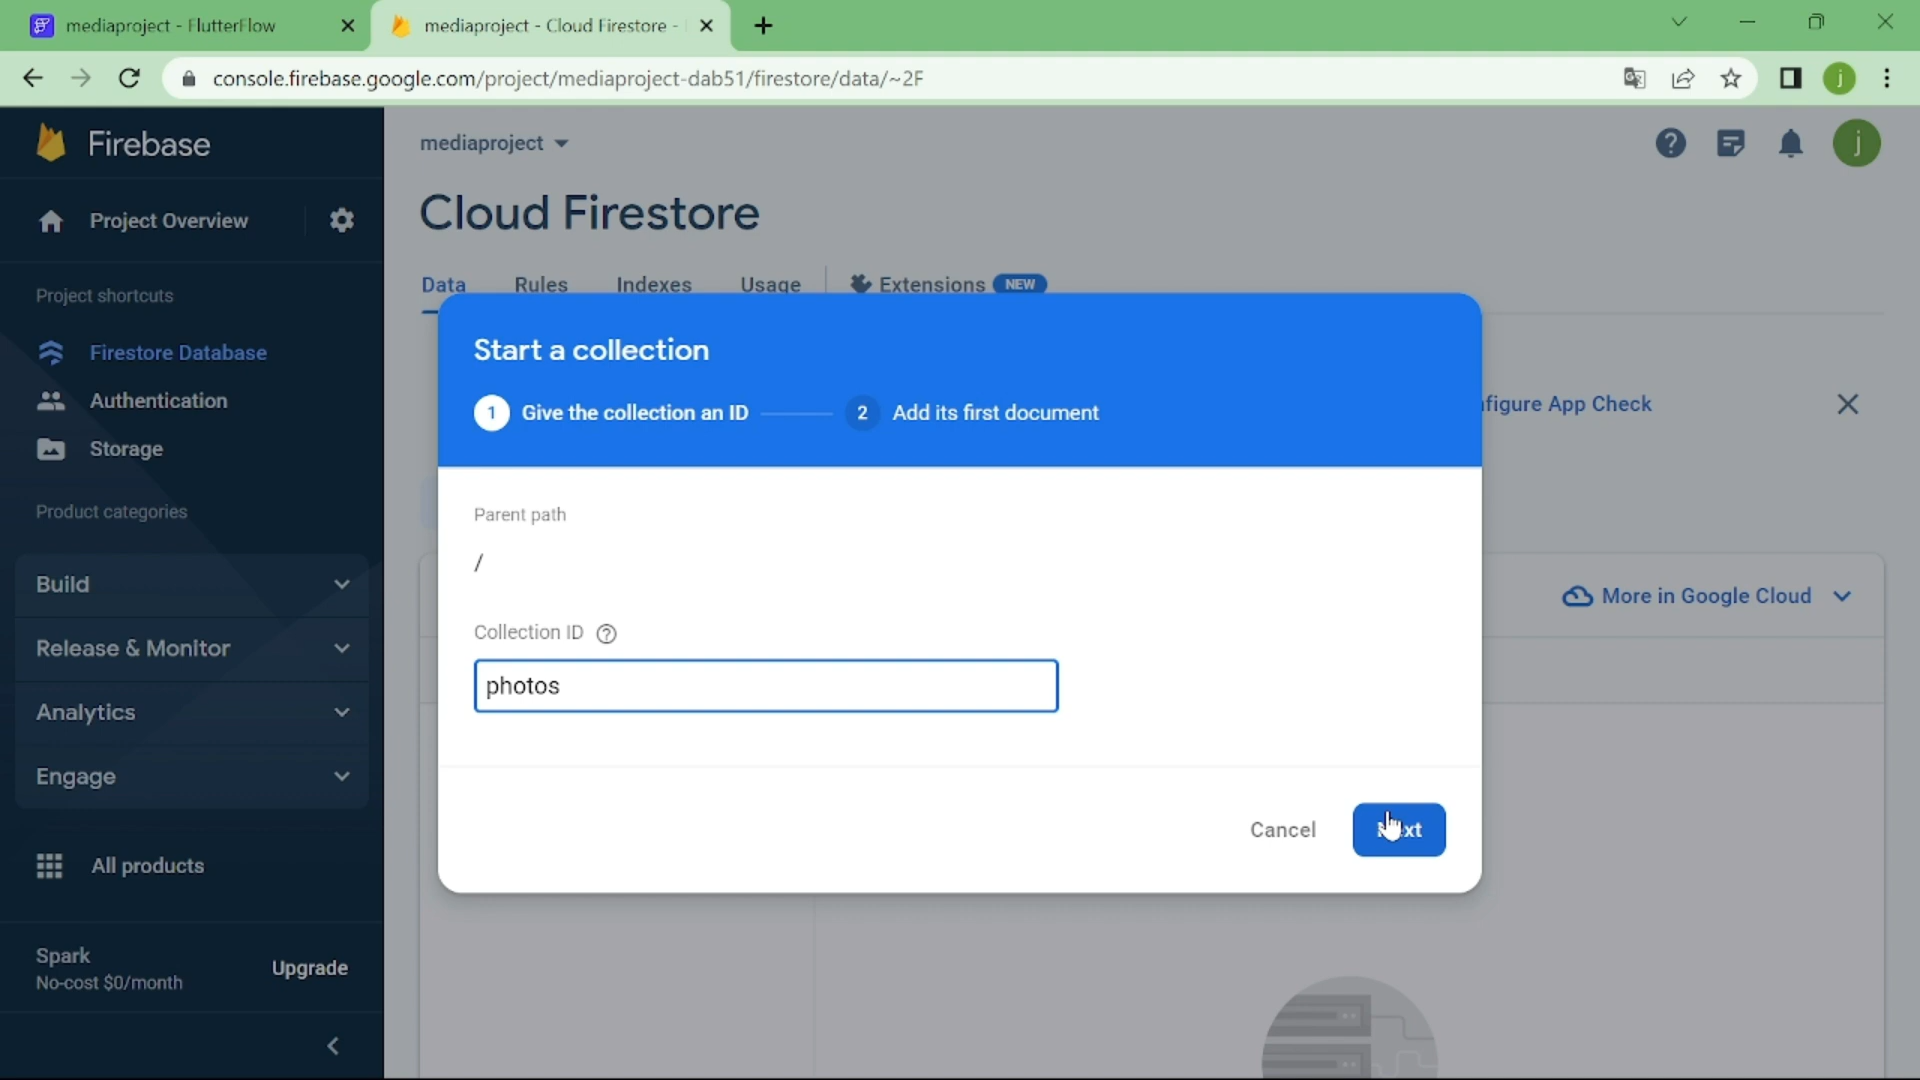 mediaproject - FlutterFlow
mediaproject - Cloud Firestore -
console.firebase.google.com/project/mediaproject-dab51/firestore/data/~2F
j
Firebase
mediaproject
j
Project Overview
Cloud Firestore
Project shortcuts
Data Rules Indexes Usage Extensions NEW
Firestore Database
Authentication
Storage
Product categories
Build
Release & Monitor
Analytics
Engage
All products
Spark
No-cost $0/month
Upgrade
Start a collection
1 Give the collection an ID 2 Add its first document
figure App Check
Parent path
/
Collection ID
photos
More in Google Cloud
Cancel